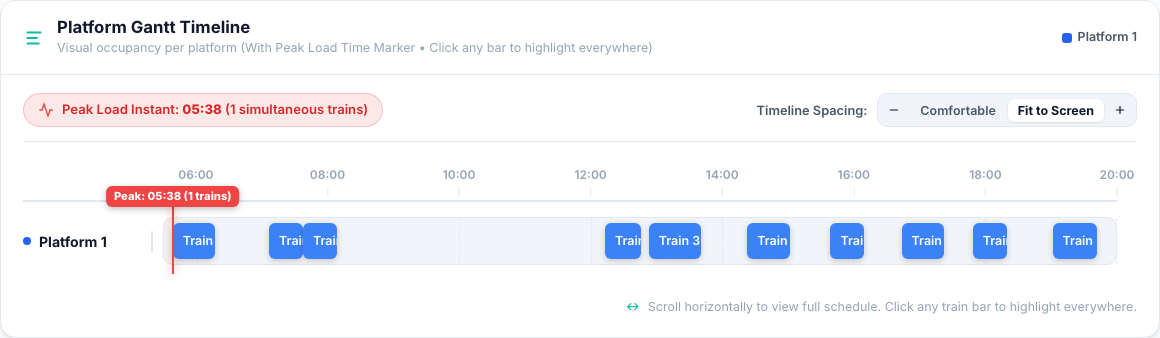 Platform Gantt Timeline
Visual occupancy per platform (With Peak Load Time Marker • Click any bar to highlight everywhere)
Platform 1
Peak Load Instant: 05:38 (1 simultaneous trains)
Timeline Spacing:
− Comfortable Fit to Screen +
06:00 08:00 10:00 12:00 14:00 16:00 18:00 20:00
Peak: 05:38 (1 trains)
Platform 1
Train Trai Trai Train Train 3 Train Trai Train Trai Train
Scroll horizontally to view full schedule. Click any train bar to highlight everywhere.